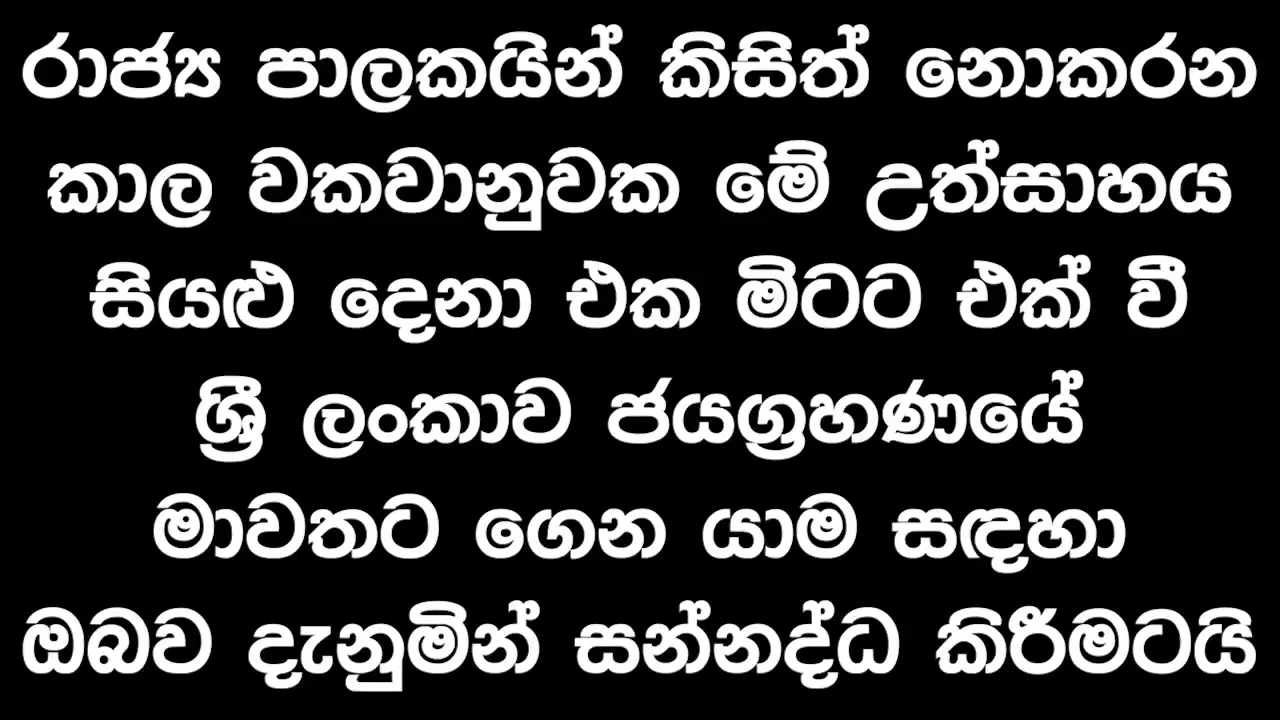 රාජ්‍ය පාලකයින් කිසිත් නොකරන
කාල වකවානුවක මේ උත්සාහය
සියළු දෙනා එක මිටට එක් වී
ශ්‍රී ලංකාව ජයග්‍රහණයේ
මාවතට ගෙන යාම සඳහා
ඔබව දැනුමින් සන්නද්ධ කිරීමටයි